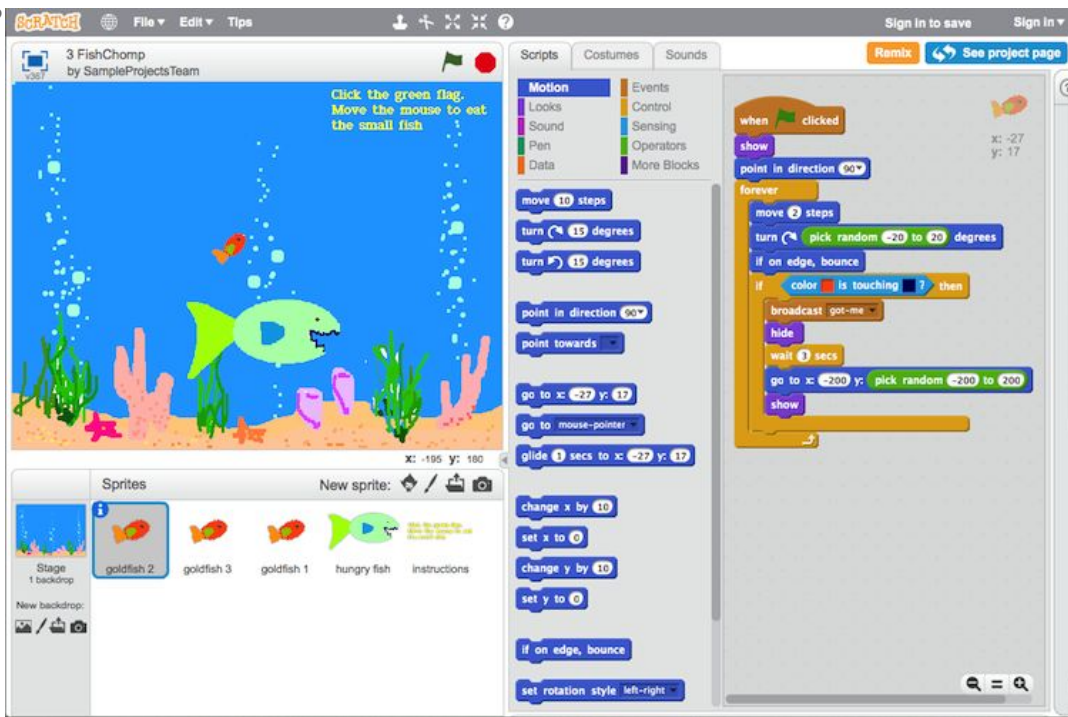 SCRATCH File Edit Tips Sign in to save Sign in
3 FishChomp
by SampleProjectsTeam
v367
Click the green flag.
Move the mouse to eat
the small fish
X: -195 Y: 180
Sprites New sprite:
Stage
1 backdrop
New backdrop:
goldfish 2 goldfish 3 goldfish 1 hungry fish instructions
Scripts Costumes Sounds
Remix See project page
Motion Events
Looks Control
Sound Sensing
Pen Operators
Data More Blocks
move 10 steps
turn 15 degrees
turn 15 degrees
point in direction 90
point towards
go to x: -27 y: 17
go to mouse-pointer
glide 1 secs to x: -27 y: 17
change x by 10
set x to 0
change y by 10
set y to 0
if on edge, bounce
set rotation style left-right
when clicked
show
point in direction 90
forever
move 2 steps
turn pick random -20 to 20 degrees
if on edge, bounce
if color is touching ? then
broadcast got-me
hide
wait 3 secs
go to x: -200 y: pick random -200 to 200
show
x: -27
y: 17